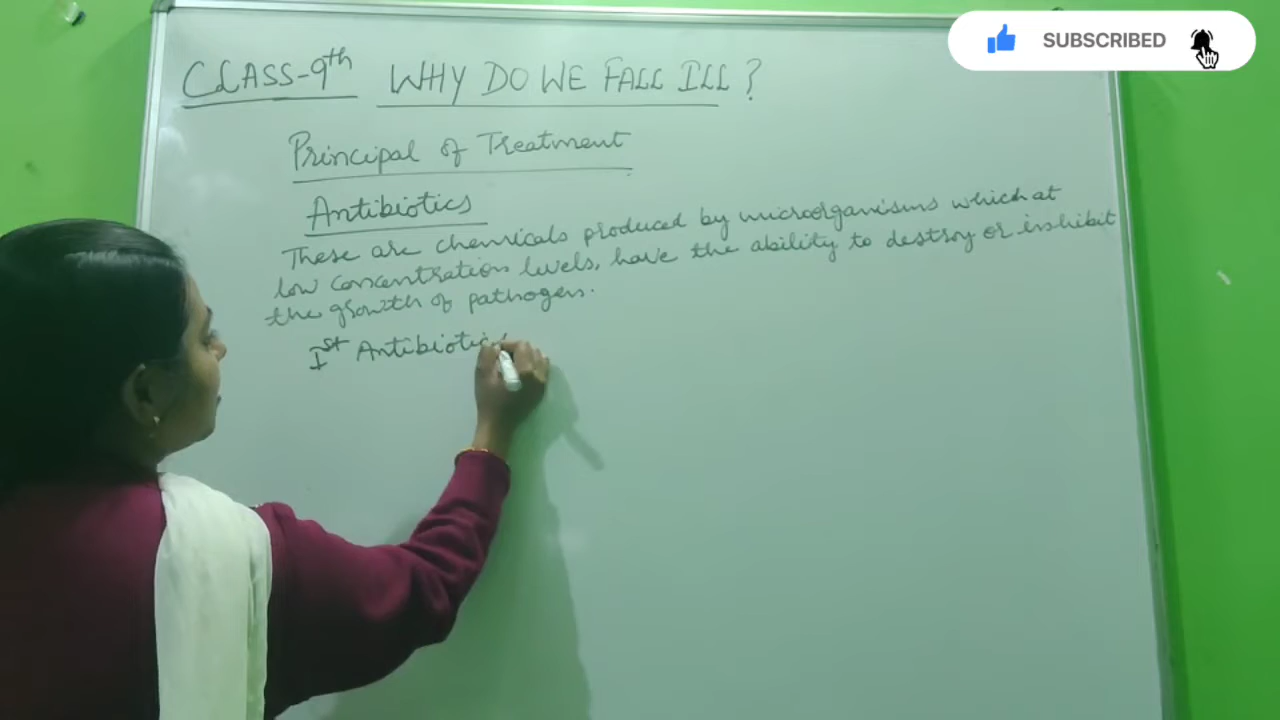 SUBSCRIBED
CLASS-9th WHY DO WE FALL ILL?
Principal of Treatment
Antibiotics
These are chemicals produced by microorganisms which at
low concentration levels, have the ability to destroy or inhibit
the growth of pathogens.
Ist Antibiotic